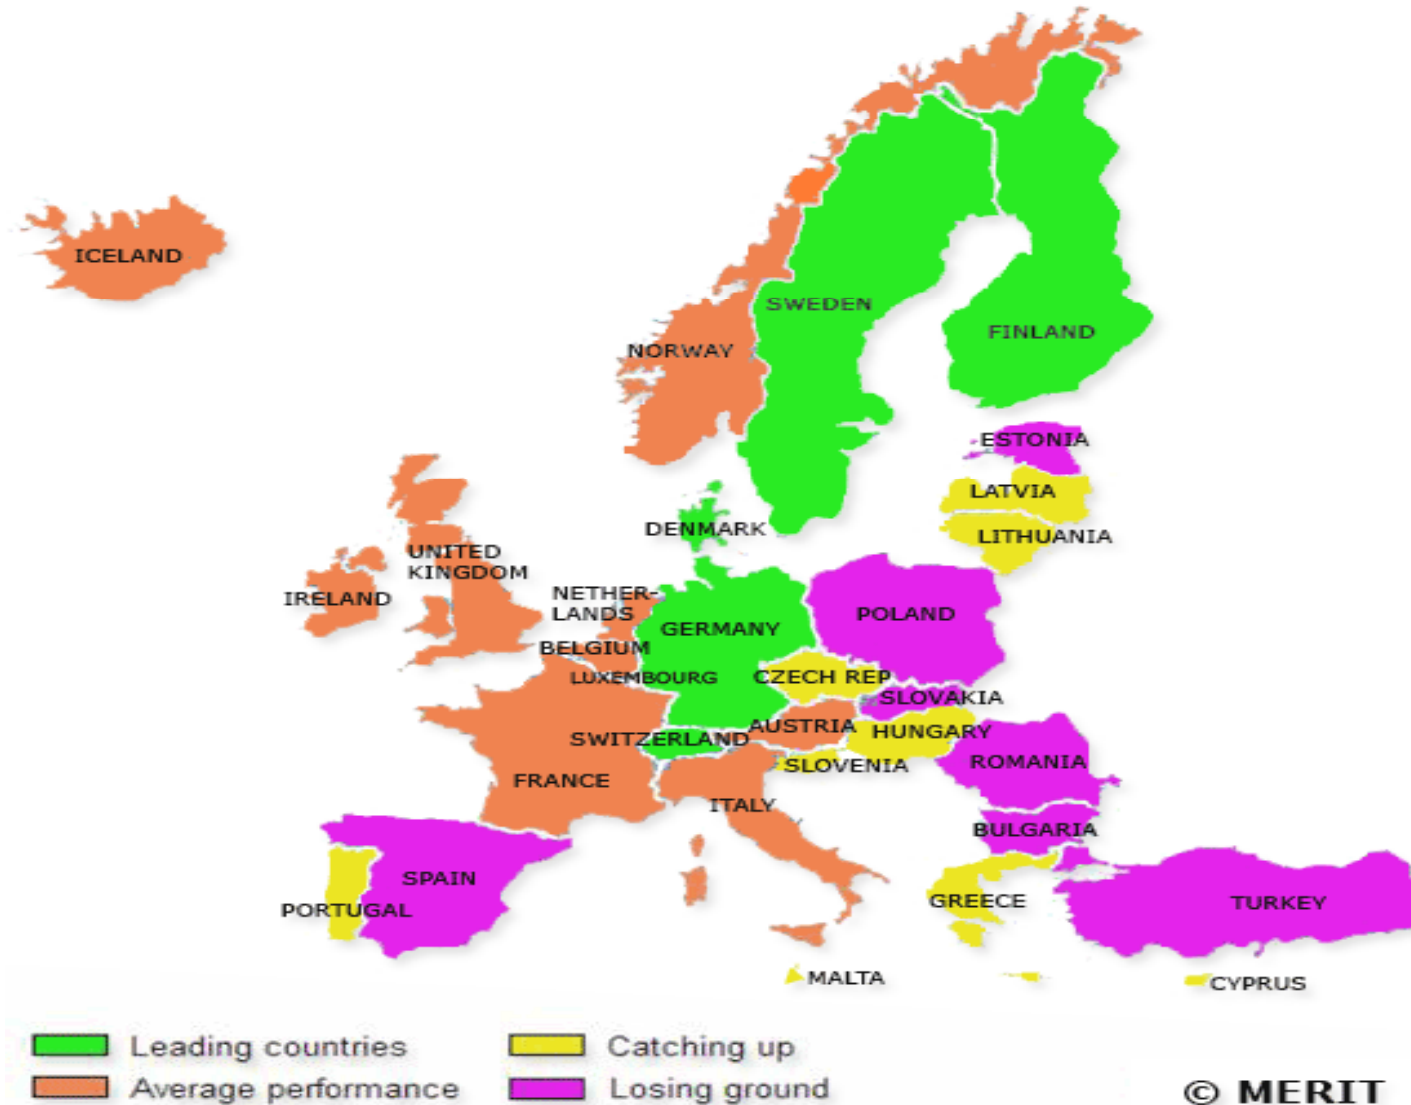 ICELAND
SWEDEN
FINLAND
NORWAY
ESTONIA
LATVIA
DENMARK
LITHUANIA
UNITED
KINGDOM
IRELAND
NETHER-
LANDS
POLAND
GERMANY
BELGIUM
LUXEMBOURG
CZECH REP
SLOVAKIA
AUSTRIA
HUNGARY
SWITZERLAND
SLOVENIA
ROMANIA
FRANCE
ITALY
BULGARIA
SPAIN
PORTUGAL
GREECE
TURKEY
MALTA
CYPRUS
Leading countries
Catching up
Average performance
Losing ground
© MERIT